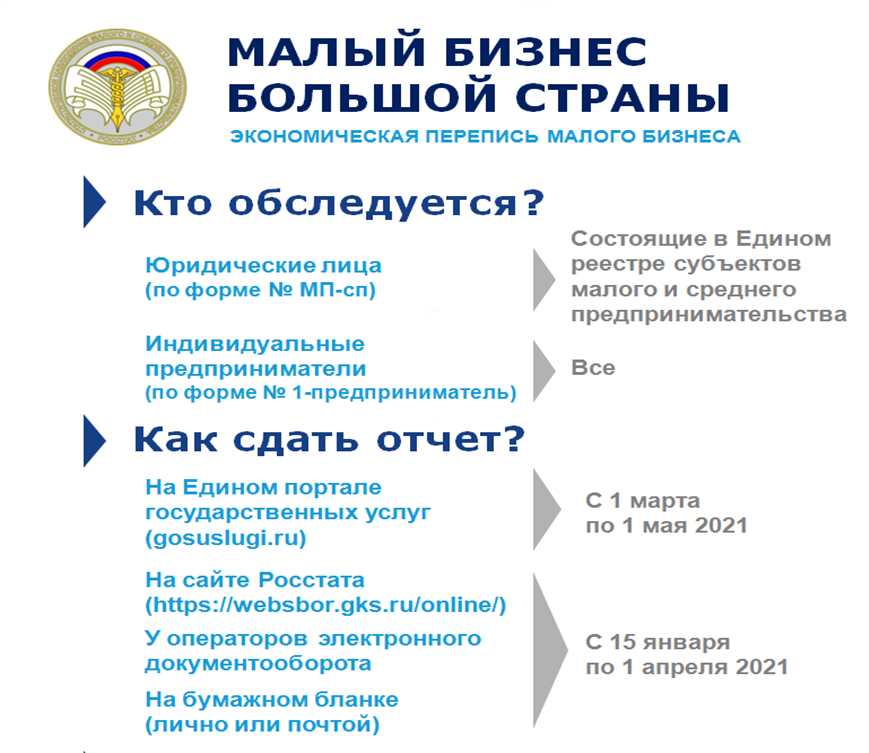 МАЛЫЙ БИЗНЕС
БОЛЬШОЙ СТРАНЫ
ЭКОНОМИЧЕСКАЯ ПЕРЕПИСЬ МАЛОГО БИЗНЕСА
Кто обследуется?
Юридические лица
(по форме № МП-сп)
Состоящие в Едином
реестре субъектов
малого и среднего
предпринимательства
Индивидуальные
предприниматели
(по форме № 1-предприниматель)
Все
Как сдать отчет?
На Едином портале
государственных услуг
(gosuslugi.ru)
С 1 марта
по 1 мая 2021
На сайте Росстата
(https://websbor.gks.ru/online/)
У операторов электронного
документооборота
На бумажном бланке
(лично или почтой)
С 15 января
по 1 апреля 2021